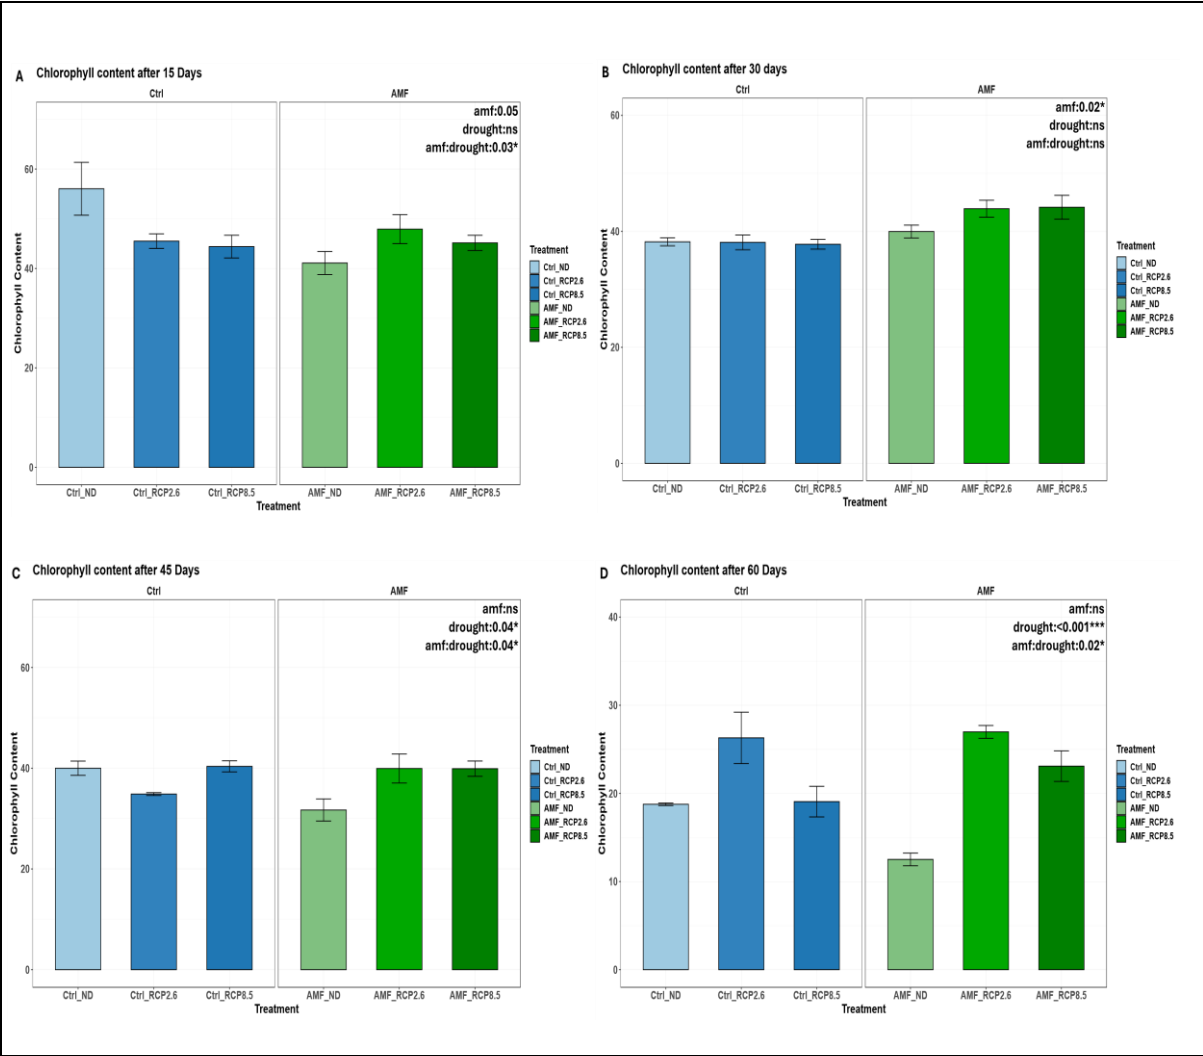 A Chlorophyll content after 15 Days
Ctrl AMF
amf:0.05
drought:ns
amf:drought:0.03*
60
40
20
0
Chlorophyll Content
Ctrl_ND Ctrl_RCP2.6 Ctrl_RCP8.5 AMF_ND AMF_RCP2.6 AMF_RCP8.5
Treatment
Treatment
Ctrl_ND
Ctrl_RCP2.6
Ctrl_RCP8.5
AMF_ND
AMF_RCP2.6
AMF_RCP8.5
B Chlorophyll content after 30 days
Ctrl AMF
amf:0.02*
drought:ns
amf:drought:ns
60
40
20
0
Chlorophyll Content
Ctrl_ND Ctrl_RCP2.6 Ctrl_RCP8.5 AMF_ND AMF_RCP2.6 AMF_RCP8.5
Treatment
Treatment
Ctrl_ND
Ctrl_RCP2.6
Ctrl_RCP8.5
AMF_ND
AMF_RCP2.6
AMF_RCP8.5
C Chlorophyll content after 45 Days
Ctrl AMF
amf:ns
drought:0.04*
amf:drought:0.04*
60
40
20
0
Chlorophyll Content
Ctrl_ND Ctrl_RCP2.6 Ctrl_RCP8.5 AMF_ND AMF_RCP2.6 AMF_RCP8.5
Treatment
Treatment
Ctrl_ND
Ctrl_RCP2.6
Ctrl_RCP8.5
AMF_ND
AMF_RCP2.6
AMF_RCP8.5
D Chlorophyll content after 60 Days
Ctrl AMF
amf:ns
drought:<0.001***
amf:drought:0.02*
40
30
20
10
0
Chlorophyll Content
Ctrl_ND Ctrl_RCP2.6 Ctrl_RCP8.5 AMF_ND AMF_RCP2.6 AMF_RCP8.5
Treatment
Treatment
Ctrl_ND
Ctrl_RCP2.6
Ctrl_RCP8.5
AMF_ND
AMF_RCP2.6
AMF_RCP8.5